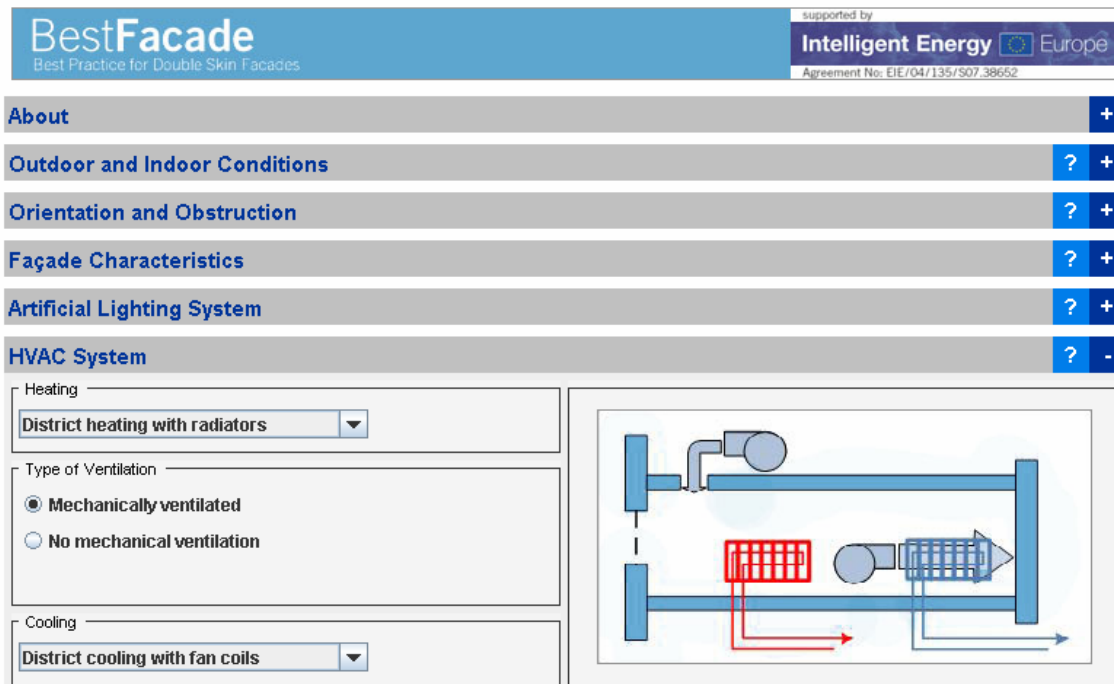 BestFacade
Best Practice for Double Skin Facades
supported by
Intelligent Energy Europe
Agreement No: EIE/04/135/S07.38652
About +
Outdoor and Indoor Conditions ? +
Orientation and Obstruction ? +
Façade Characteristics ? +
Artificial Lighting System ? +
HVAC System ? -
Heating
District heating with radiators
Type of Ventilation
Mechanically ventilated
No mechanical ventilation
Cooling
District cooling with fan coils